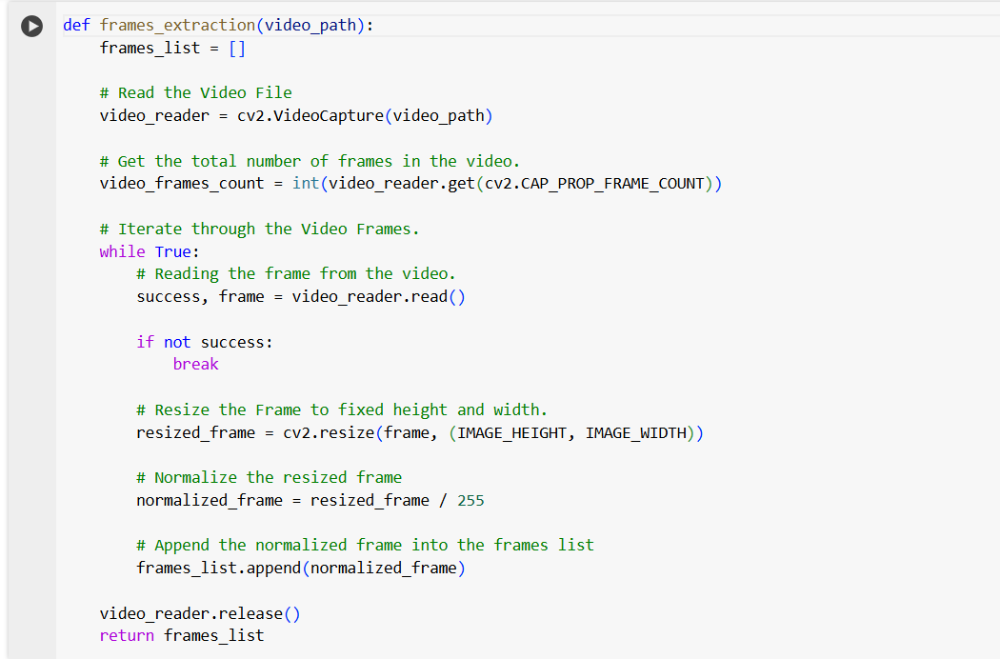 def frames_extraction(video_path):
    frames_list = []

    # Read the Video File
    video_reader = cv2.VideoCapture(video_path)

    # Get the total number of frames in the video.
    video_frames_count = int(video_reader.get(cv2.CAP_PROP_FRAME_COUNT))

    # Iterate through the Video Frames.
    while True:
        # Reading the frame from the video.
        success, frame = video_reader.read()

        if not success:
            break

        # Resize the Frame to fixed height and width.
        resized_frame = cv2.resize(frame, (IMAGE_HEIGHT, IMAGE_WIDTH))

        # Normalize the resized frame
        normalized_frame = resized_frame / 255

        # Append the normalized frame into the frames list
        frames_list.append(normalized_frame)

    video_reader.release()
    return frames_list